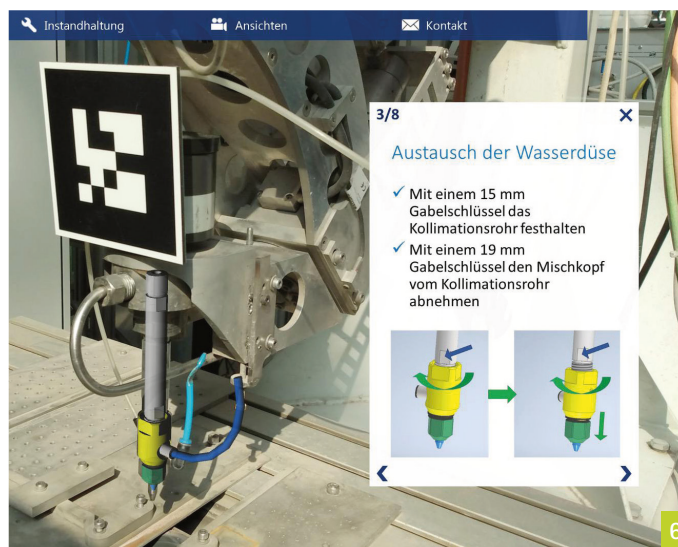 Instandhaltung
Ansichten
Kontakt
3/8
Austausch der Wasserdüse
✓ Mit einem 15 mm
Gabelschlüssel das
Kollimationsrohr festhalten
✓ Mit einem 19 mm
Gabelschlüssel den Mischkopf
vom Kollimationsrohr
abnehmen
6